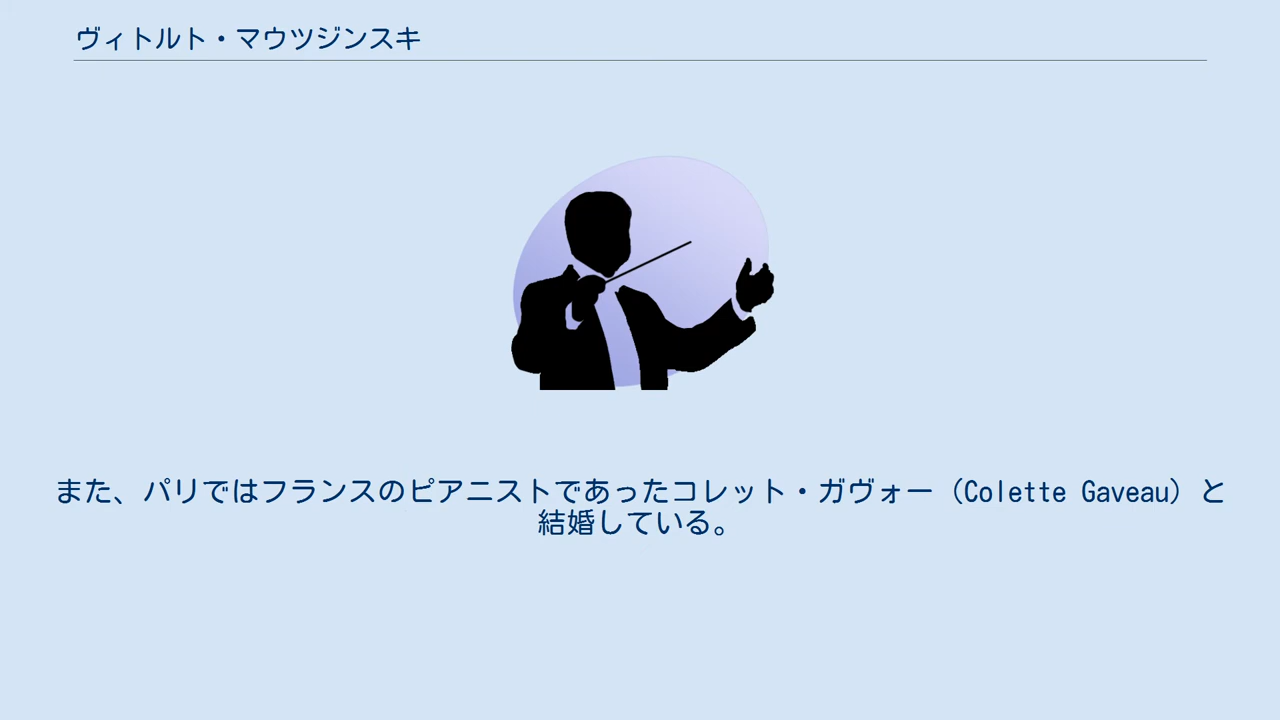 ヴィトルト・マウツジンスキ
また、パリではフランスのピアニストであったコレット・ガヴォー（Colette Gaveau）と
結婚している。